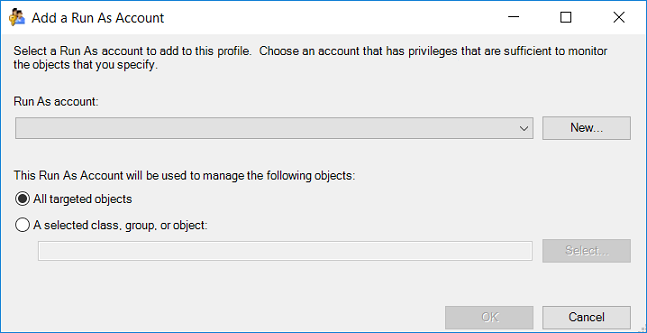 Add a Run As Account
Select a Run As account to add to this profile.  Choose an account that has privileges that are sufficient to monitor
the objects that you specify.
Run As account:
New...
This Run As Account will be used to manage the following objects:
All targeted objects
A selected class, group, or object:
Select...
OK
Cancel